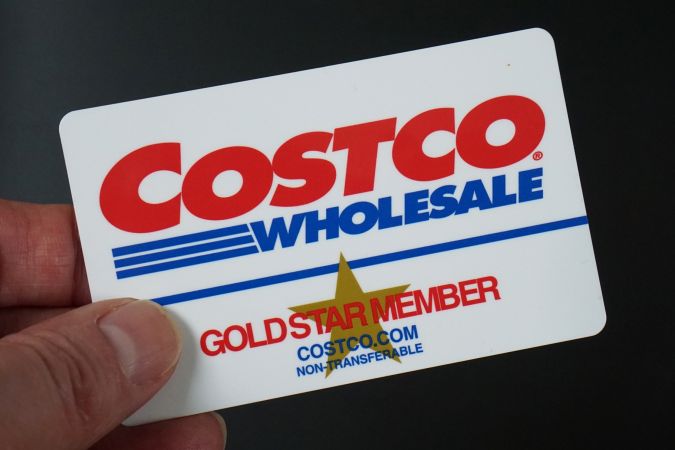 COSTCO®
WHOLESALE
GOLD STAR MEMBER
COSTCO.COM
NON-TRANSFERABLE